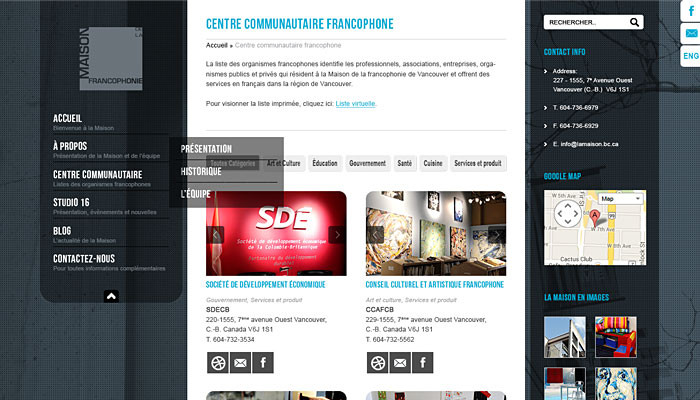 LA
MAISON
DE
LA
FRANCOPHONIE
ACCUEIL
Bienvenue à la Maison
À PROPOS
Présentation de la Maison et de l'équipe
CENTRE COMMUNAUTAIRE
Listes des organismes francophones
STUDIO 16
Présentation, événements et nouvelles
BLOG
L'actualité de la Maison
CONTACTEZ-NOUS
Pour toutes informations complémentaires
PRÉSENTATION
HISTORIQUE
L'ÉQUIPE
CENTRE COMMUNAUTAIRE FRANCOPHONE
Accueil » Centre communautaire francophone
La liste des organismes francophones identifie les professionnels, associations, entreprises, orga-
nismes publics et privés qui résident à la Maison de la francophonie de Vancouver et offrent des
services en français dans la région de Vancouver.
Pour visionner la liste imprimée, cliquez ici: Liste virtuelle.
Toutes Catégories Art et Culture Éducation Gouvernement Santé Cuisine Services et produit
SDE
Société de développement économique
de la Colombie-Britannique
Partenaire du développement
durable
SOCIÉTÉ DE DÉVELOPPEMENT ÉCONOMIQUE
Gouvernement, Services et produit
SDECB
220-1555, 7ème avenue Ouest Vancouver,
C.-B. Canada V6J 1S1
T. 604-732-3534
CONSEIL CULTUREL ET ARTISTIQUE FRANCOPHONE
Art et culture, Services et produit
CCAFCB
229-1555, 7ème avenue Ouest Vancouver,
C.-B. Canada V6J 1S1
T. 604-732-5562
RECHERCHER..
CONTACT INFO
Address:
227 - 1555, 7e Avenue Ouest
Vancouver (C.-B.) V6J 1S1
T. 604-736-6979
F. 604-736-6929
E. info@lamaison.bc.ca
GOOGLE MAP
W 5th Ave
Map
W 7th Ave
Cactus Club
LA MAISON EN IMAGES
f
ENG